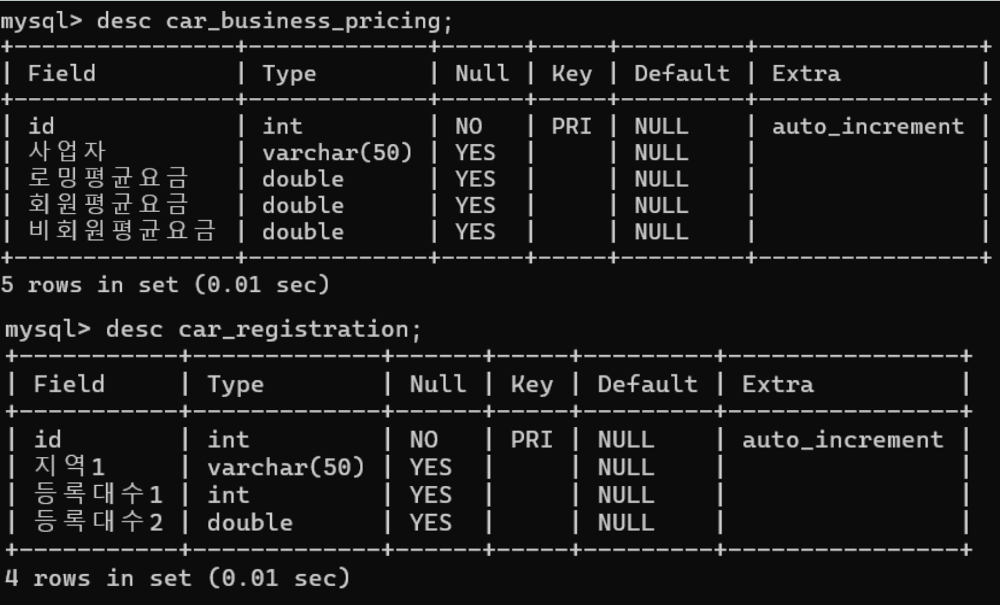 mysql> desc car_business_pricing;
+----------------+-------------+------+-----+---------+----------------+
| Field          | Type        | Null | Key | Default | Extra          |
+----------------+-------------+------+-----+---------+----------------+
| id             | int         | NO   | PRI | NULL    | auto_increment |
| 사업자         | varchar(50) | YES  |     | NULL    |                |
| 로밍평균요금   | double      | YES  |     | NULL    |                |
| 회원평균요금   | double      | YES  |     | NULL    |                |
| 비회원평균요금 | double      | YES  |     | NULL    |                |
+----------------+-------------+------+-----+---------+----------------+
5 rows in set (0.01 sec)
mysql> desc car_registration;
+-----------+-------------+------+-----+---------+----------------+
| Field     | Type        | Null | Key | Default | Extra          |
+-----------+-------------+------+-----+---------+----------------+
| id        | int         | NO   | PRI | NULL    | auto_increment |
| 지역1     | varchar(50) | YES  |     | NULL    |                |
| 등록대수1 | int         | YES  |     | NULL    |                |
| 등록대수2 | double      | YES  |     | NULL    |                |
+-----------+-------------+------+-----+---------+----------------+
4 rows in set (0.01 sec)